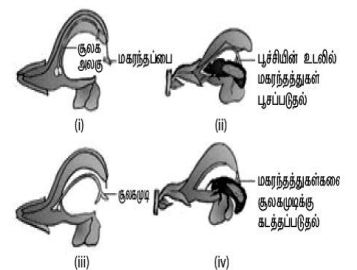 சூலக
அலகு
மகரந்தப்பை
பூச்சியின் உடலில்
மகரந்தத்துகள்
பூசப்படுதல்
(i)
(ii)
சூலகமுடி
மகரந்தத்துகள்களை
சூலகமுடிக்கு
கடத்தப்படுதல்
(iii)
(iv)